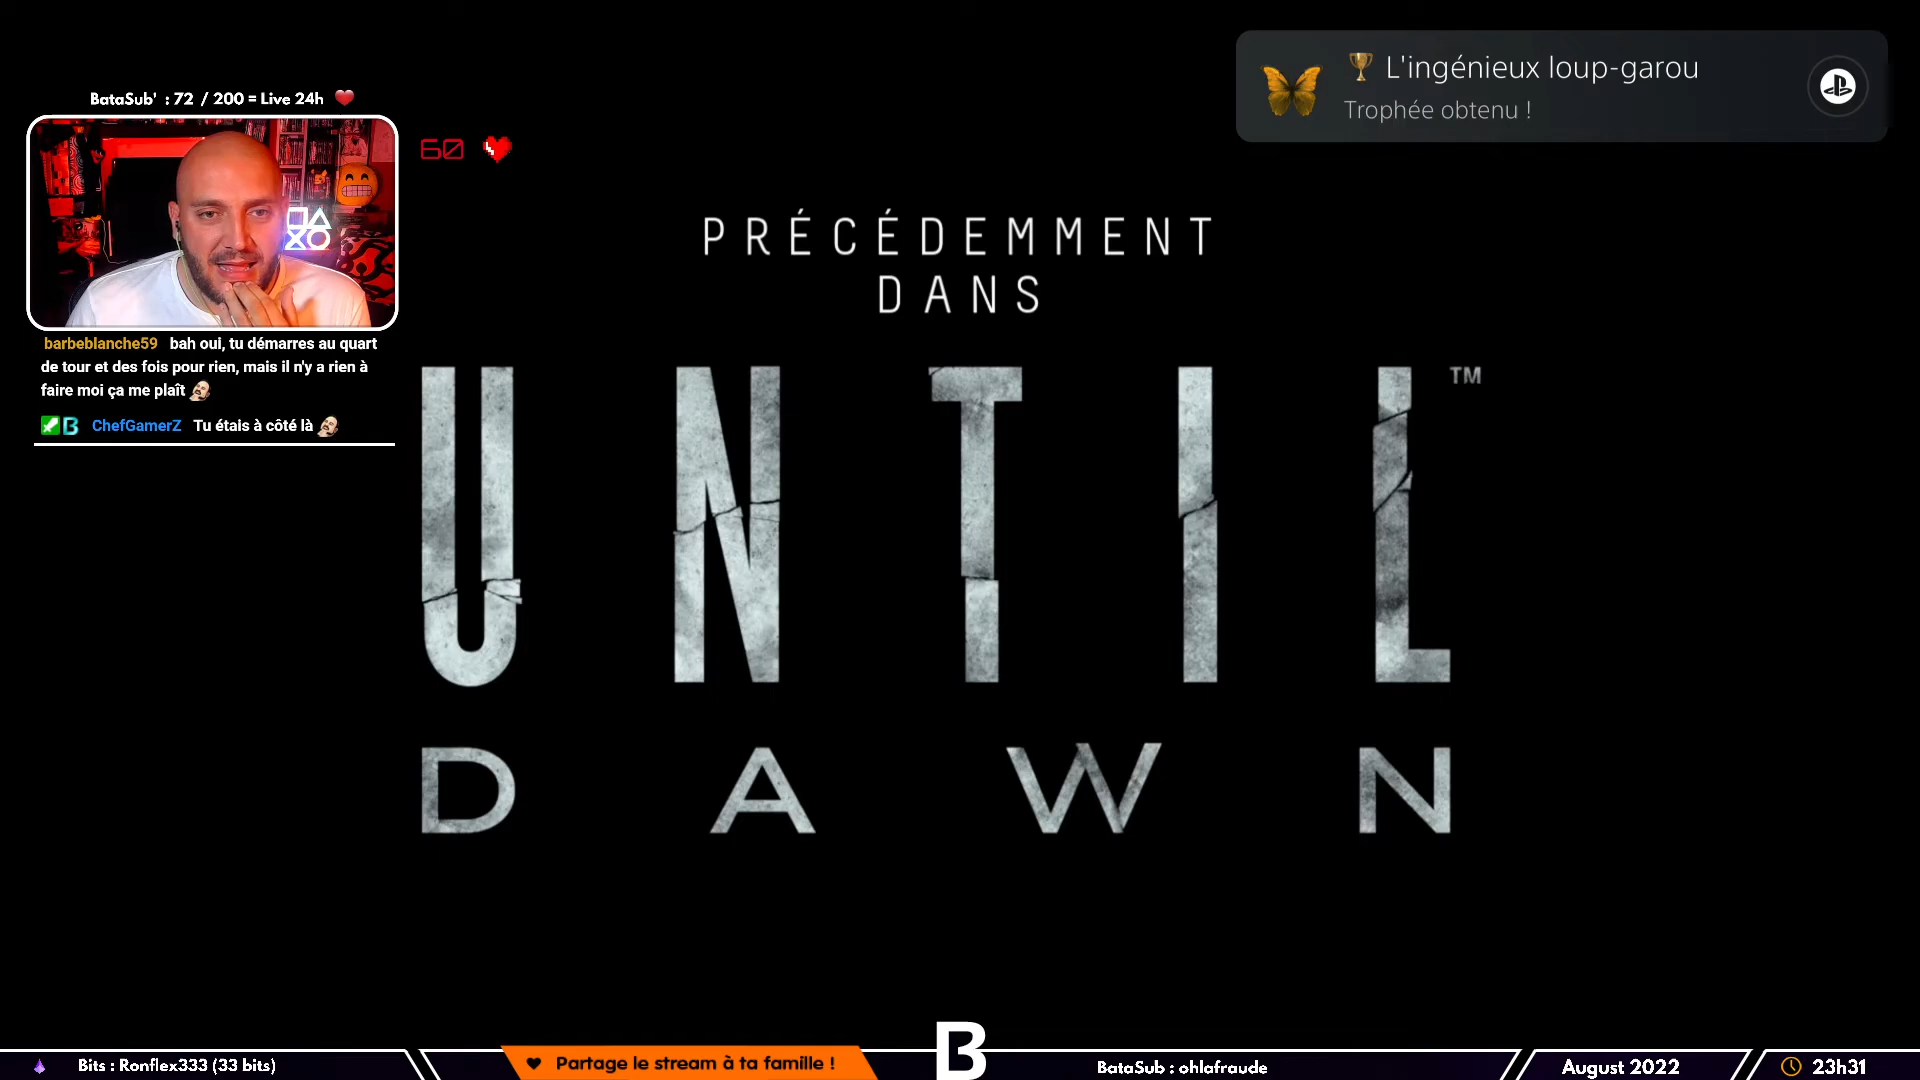 BataSub' : 72 / 200 = Live 24h
L'ingénieux loup-garou
Trophée obtenu !
60
PRÉCÉDEMMENT
DANS
UNTIL™
DAWN
barbeblanche59 bah oui, tu démarres au quart
de tour et des fois pour rien, mais il n'y a rien à
faire moi ça me plaît
ChefGamerZ Tu étais à côté là
Bits : Ronflex333 (33 bits)
Partage le stream à ta famille !
B
BataSub : ohlafraude
August 2022
23h31